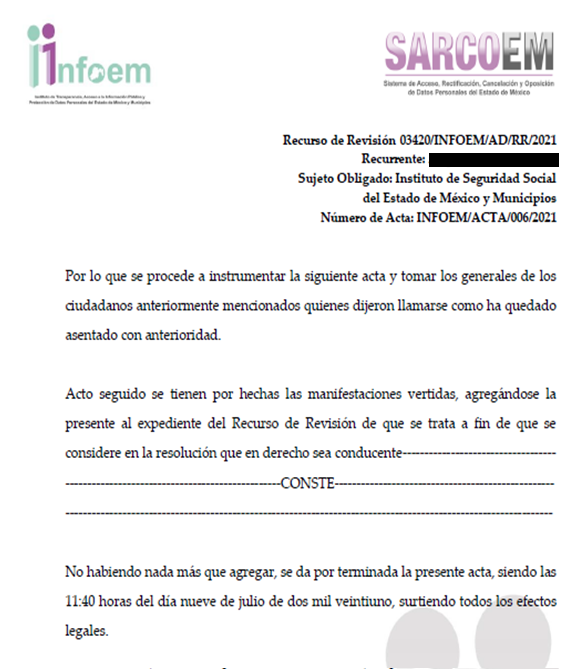 infoem
Instituto de Transparencia, Acceso a la Información Pública y
Protección de Datos Personales del Estado de México y Municipios
SARCOEM
Sistema de Acceso, Rectificación, Cancelación y Oposición
de Datos Personales del Estado de México
Recurso de Revisión 03420/INFOEM/AD/RR/2021
Recurrente:
Sujeto Obligado: Instituto de Seguridad Social
del Estado de México y Municipios
Número de Acta: INFOEM/ACTA/006/2021
Por lo que se procede a instrumentar la siguiente acta y tomar los generales de los
ciudadanos anteriormente mencionados quienes dijeron llamarse como ha quedado
asentado con anterioridad.
Acto seguido se tienen por hechas las manifestaciones vertidas, agregándose la
presente al expediente del Recurso de Revisión de que se trata a fin de que se
considere en la resolución que en derecho sea conducente-----------------------------------
-------------------------------------------------CONSTE--------------------------------------------------
---------------------------------------------------------------------------------------------------------------
No habiendo nada más que agregar, se da por terminada la presente acta, siendo las
11:40 horas del día nueve de julio de dos mil veintiuno, surtiendo todos los efectos
legales.